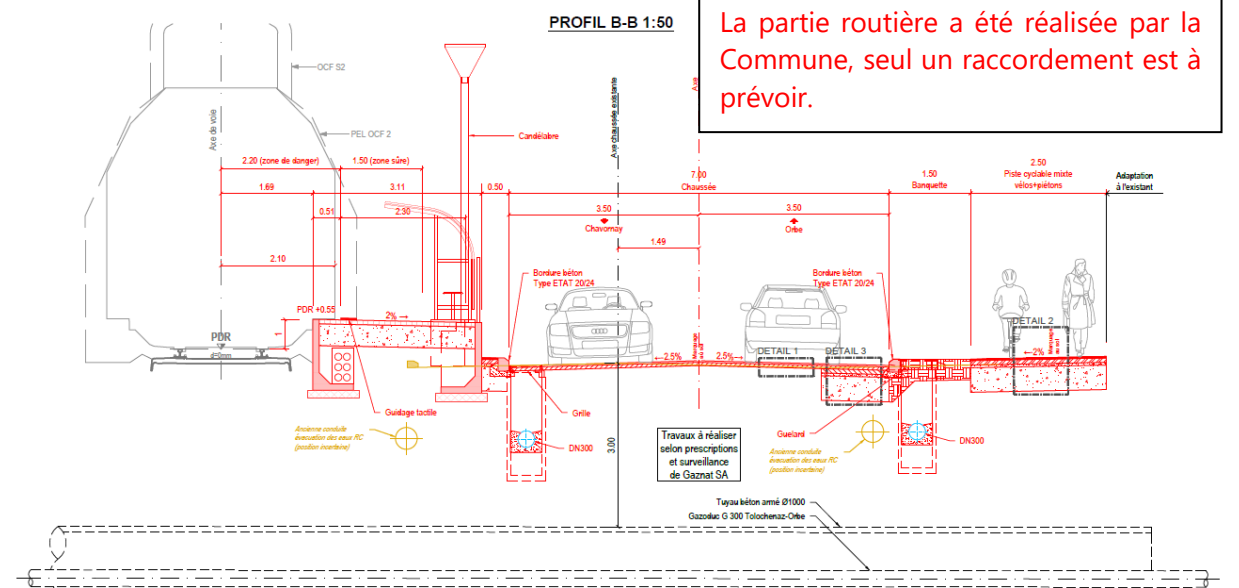 PROFIL B-B 1:50
La partie routière a été réalisée par la
Commune, seul un raccordement est à
prévoir.
OCF S2
Axe de voie
PEL OCF 2
Candélabre
Axe chaussée existante
Axe
2.20 (zone de danger)
1.50 (zone sûre)
1.69
3.11
0.50
7.00
Chaussée
1.50
Banquette
2.50
Piste cyclable mixte
vélos+piétons
Adaptation
à l'existant
0.51
2.30
3.50
Chavornay
3.50
Orbe
1.49
2.10
Bordure béton
Type ETAT 20/24
Bordure béton
Type ETAT 20/24
PDR +0.55
2%
1
PDR
d=0mm
2.5%
2.5%
DETAIL 1
DETAIL 3
DETAIL 2
2%
Guidage tactile
Grille
Guelard
Ancienne conduite
évacuation des eaux RC
(position incertaine)
DN300
3.00
Travaux à réaliser
selon prescriptions
et surveillance
de Gaznat SA
Ancienne conduite
évacuation des eaux RC
(position incertaine)
DN300
Tuyau béton armé Ø1000
Gazoduc G 300 Tolochenaz-Orbe